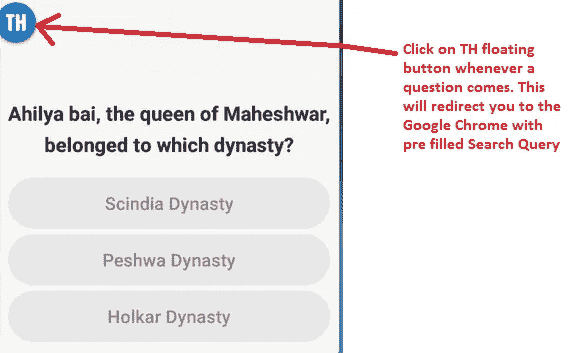 TH
Click on TH floating
button whenever a
question comes. This
will redirect you to the
Google Chrome with
pre filled Search Query
Ahilya bai, the queen of Maheshwar,
belonged to which dynasty?
Scindia Dynasty
Peshwa Dynasty
Holkar Dynasty